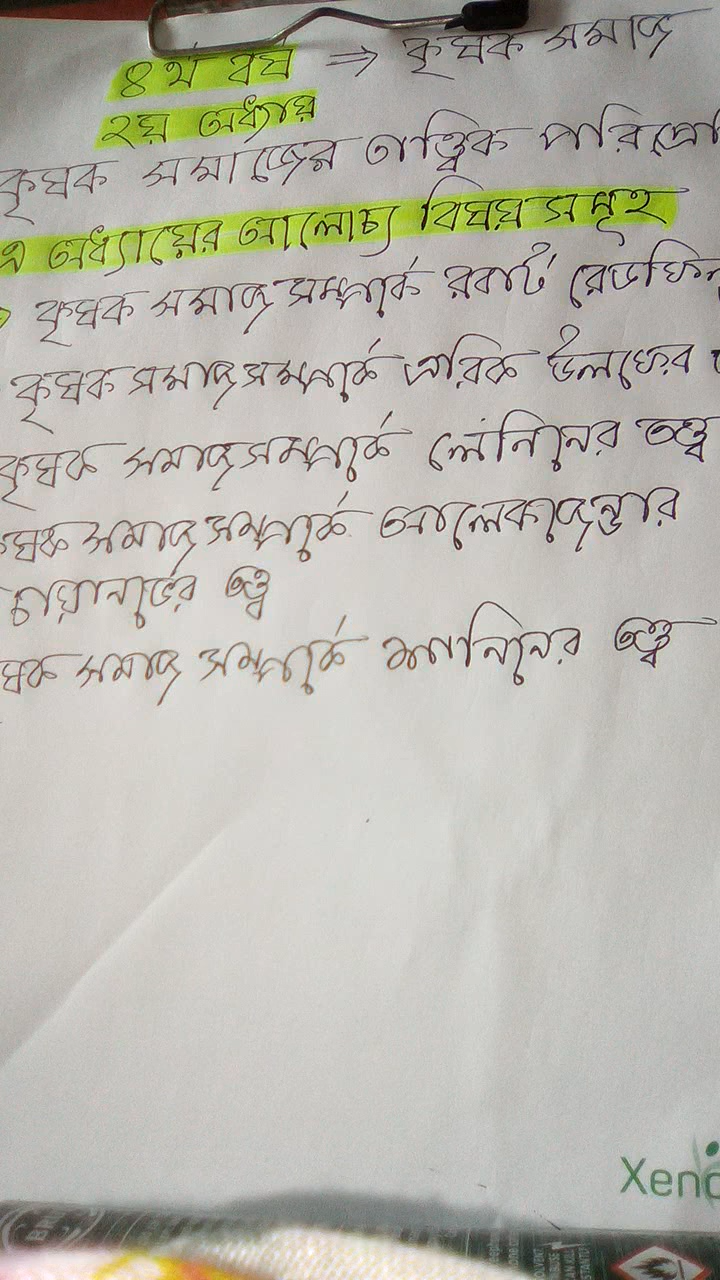 ৪র্থ বর্ষ ⇒ কৃষক সমাজ
২য় অধ্যায়
কৃষক সমাজের তাত্ত্বিক পরিপ্রে
এ অধ্যায়ের আলোচ্য বিষয় সমূহ
কৃষক সমাজ সম্পর্কে রবার্ট রেডফিল
কৃষক সমাজ সম্পর্কে এরিক উলফের
কৃষক সমাজ সম্পর্কে লেনিনের তত্ত্ব
ষক সমাজ সম্পর্কে আলেকজেন্ডার
চায়ানভের তত্ত্ব
ষক সমাজ সম্পর্কে শানিনের তত্ত্ব
Xeno